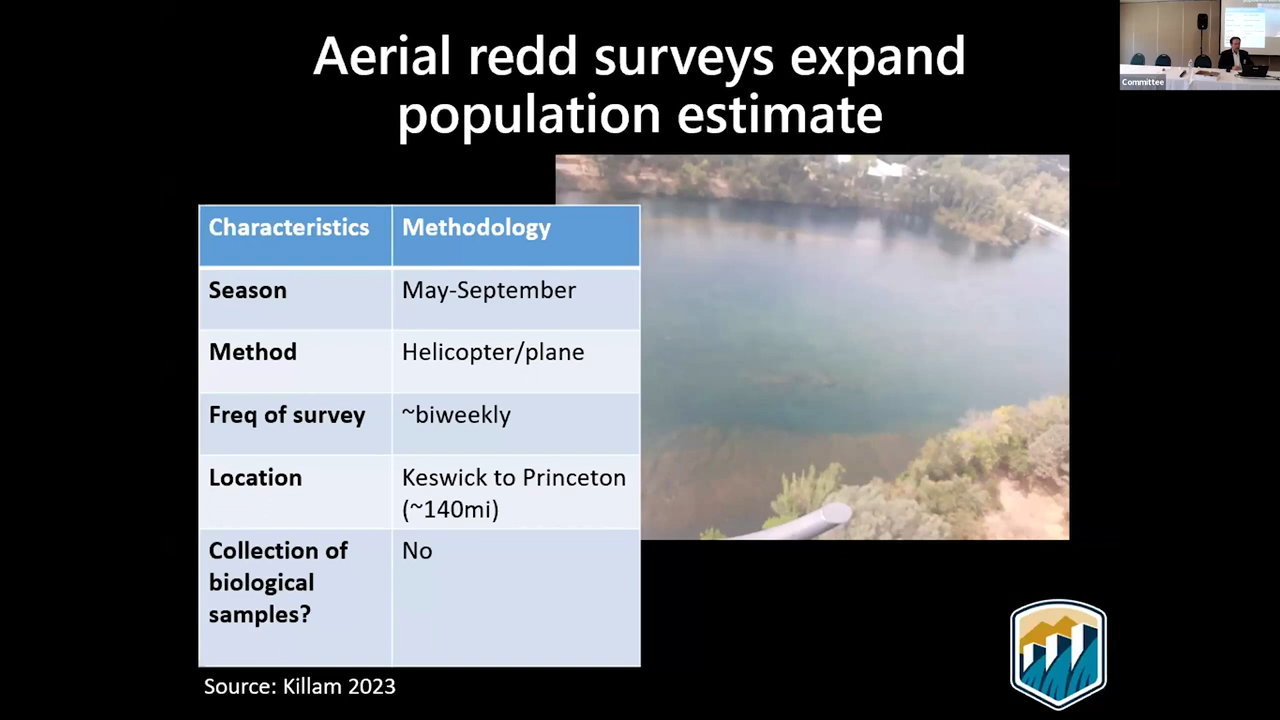 Aerial redd surveys expand
population estimate
Committee
Characteristics Methodology
Season May-September
Method Helicopter/plane
Freq of survey ~biweekly
Location Keswick to Princeton
(~140mi)
Collection of No
biological
samples?
Source: Killam 2023